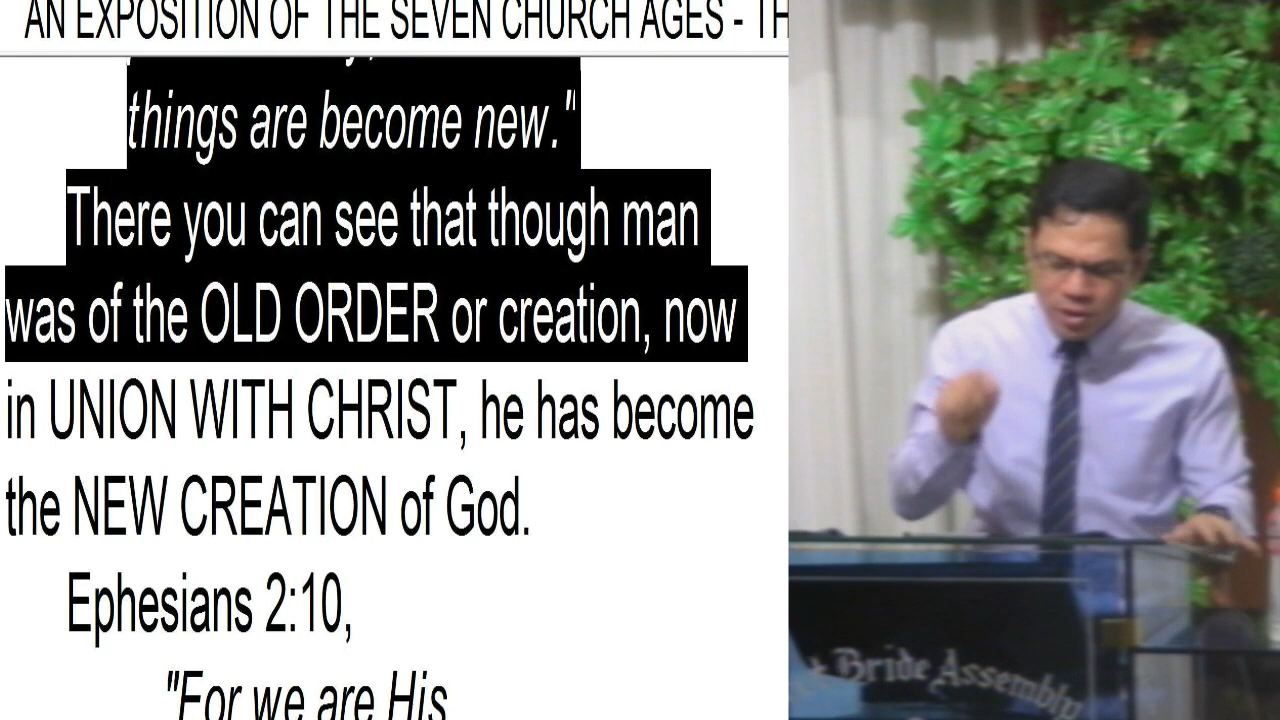 AN EXPOSITION OF THE SEVEN CHURCH AGES - TH
things are become new."
There you can see that though man
was of the OLD ORDER or creation, now
in UNION WITH CHRIST, he has become
the NEW CREATION of God.
Ephesians 2:10,
"For we are His
Bride Assembly